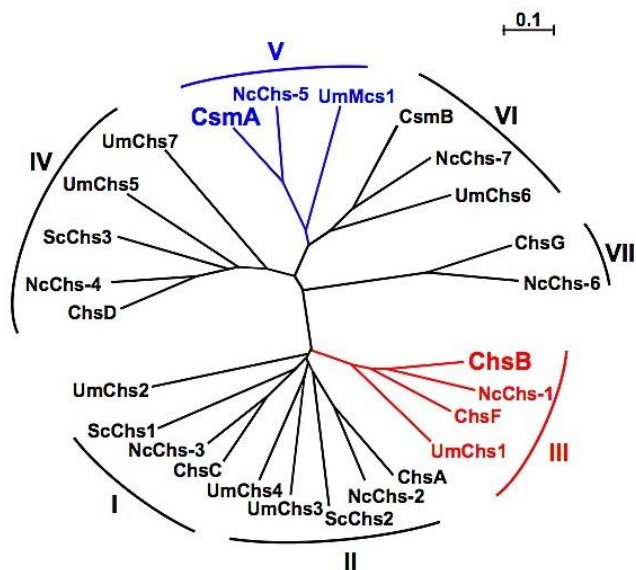 0.1
V
NcChs-5
UmMcs1
CsmA
CsmB
VI
UmChs7
IV
NcChs-7
UmChs5
UmChs6
ScChs3
ChsG
VII
NcChs-4
NcChs-6
ChsD
ChsB
UmChs2
NcChs-1
ChsF
ScChs1
UmChs1
III
NcChs-3
ChsC
ChsA
UmChs4
NcChs-2
I
UmChs3
ScChs2
II